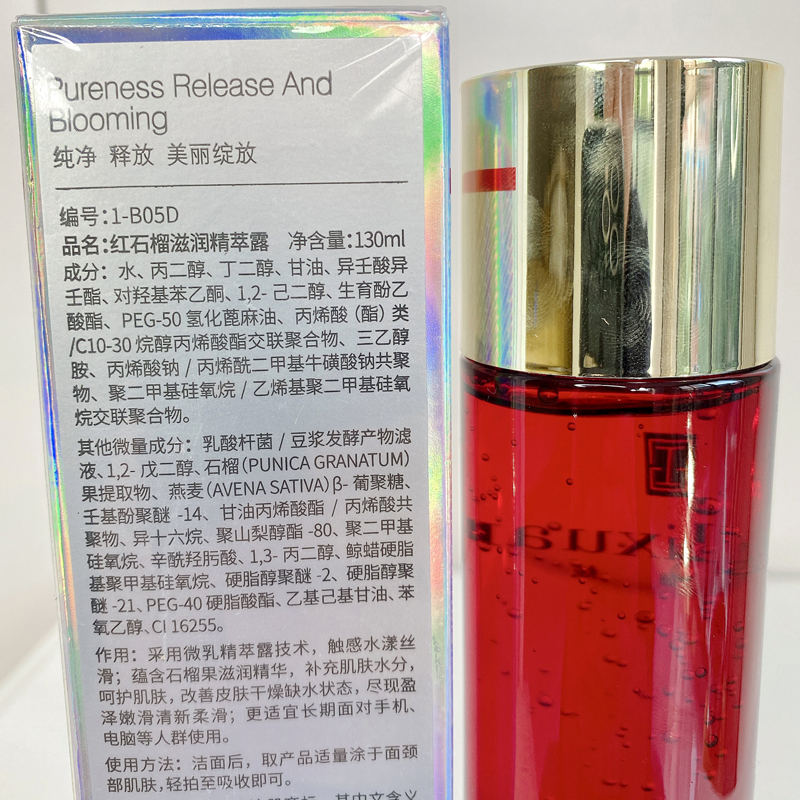 Pureness Release And
Blooming
纯净 释放 美丽绽放
编号：1-B05D
品名：红石榴滋润精萃露 净含量：130ml
成分：水、丙二醇、丁二醇、甘油、异壬酸异
壬酯、对羟基苯乙酮、1,2- 己二醇、生育酚乙
酸酯、PEG-50 氢化蓖麻油、丙烯酸（酯）类
/C10-30 烷醇丙烯酸酯交联聚合物、三乙醇
胺、丙烯酸钠 / 丙烯酰二甲基牛磺酸钠共聚
物、聚二甲基硅氧烷 / 乙烯基聚二甲基硅氧
烷交联聚合物。
其他微量成分：乳酸杆菌 / 豆浆发酵产物滤
液、1,2- 戊二醇、石榴（PUNICA GRANATUM）
果提取物、燕麦（AVENA SATIVA）β- 葡聚糖、
壬基酚聚醚 -14、甘油丙烯酸酯 / 丙烯酸共
聚物、异十六烷、聚山梨醇酯 -80、聚二甲基
硅氧烷、辛酰羟肟酸、1,3- 丙二醇、鲸蜡硬脂
基聚甲基硅氧烷、硬脂醇聚醚 -2、硬脂醇聚
醚 -21、PEG-40 硬脂酸酯、乙基己基甘油、苯
氧乙醇、CI 16255。
作用：采用微乳精萃露技术，触感水漾丝
滑；蕴含石榴果滋润精华，补充肌肤水分，
呵护肌肤，改善皮肤干燥缺水状态，尽现盈
泽嫩滑清新柔滑；更适宜长期面对手机、
电脑等人群使用。
使用方法：洁面后，取产品适量涂于面颈
部肌肤，轻拍至吸收即可。